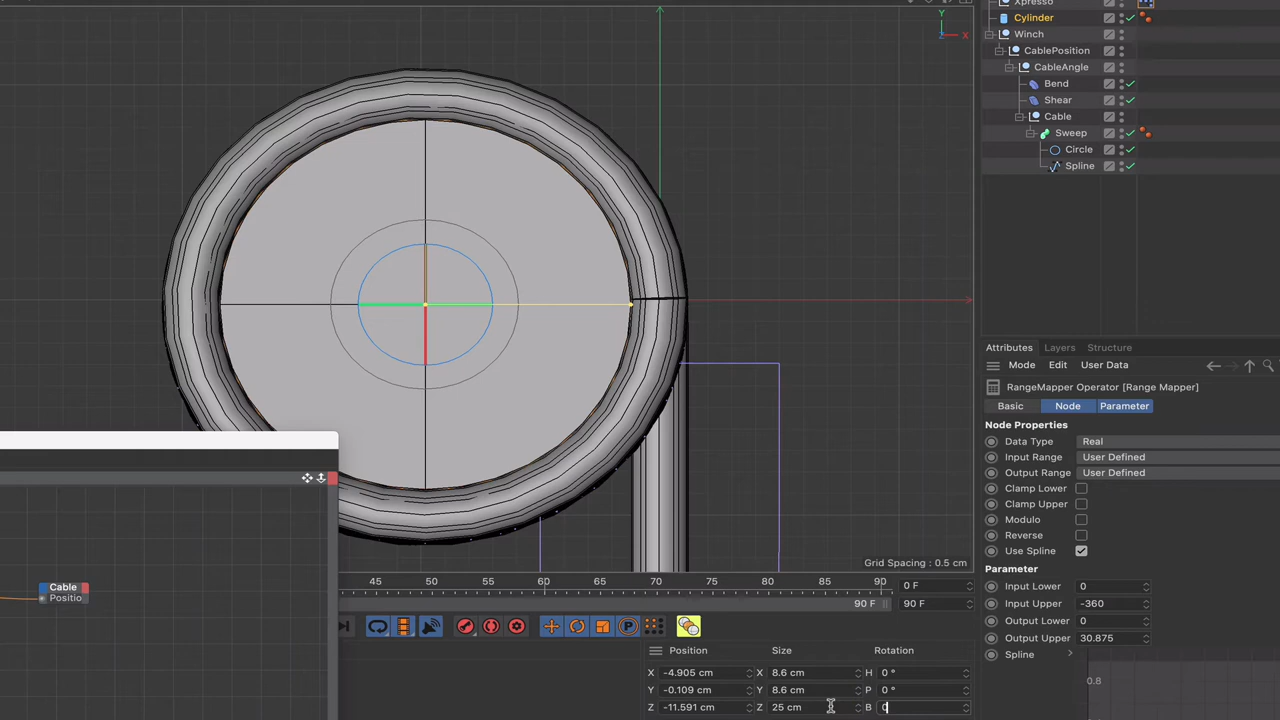 Xpresso
Cylinder
Winch
CablePosition
CableAngle
Bend
Shear
Cable
Sweep
Circle
Spline
Y
X
Z
Attributes Layers Structure
Mode Edit User Data
RangeMapper Operator [Range Mapper]
Basic Node Parameter
Node Properties
Data Type Real
Input Range User Defined
Output Range User Defined
Clamp Lower
Clamp Upper
Modulo
Reverse
Use Spline
Parameter
Input Lower 0
Input Upper -360
Output Lower 0
Output Upper 30.875
Spline
0.8
Grid Spacing : 0.5 cm
45 50 55 60 65 70 75 80 85 90 0 F
90 F 90 F
Cable
Positio
Position Size Rotation
X -4.905 cm X 8.6 cm H 0 °
Y -0.109 cm Y 8.6 cm P 0 °
Z -11.591 cm Z 25 cm B 0